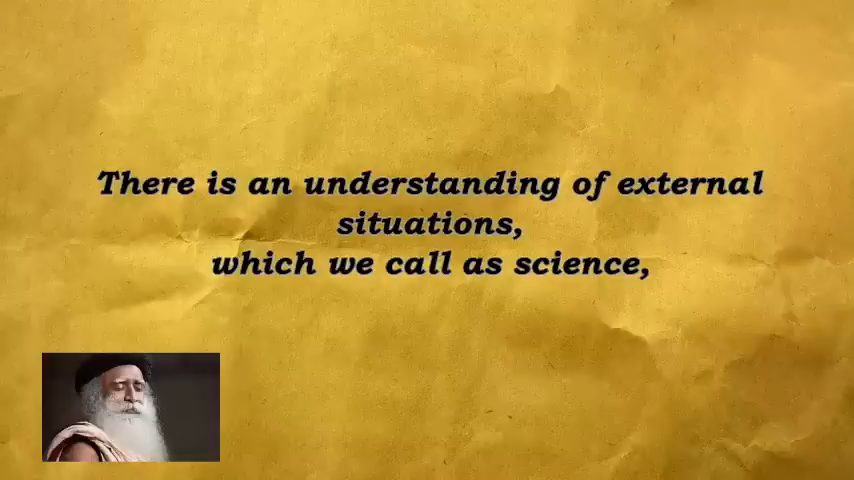 There is an understanding of external
situations,
which we call as science,